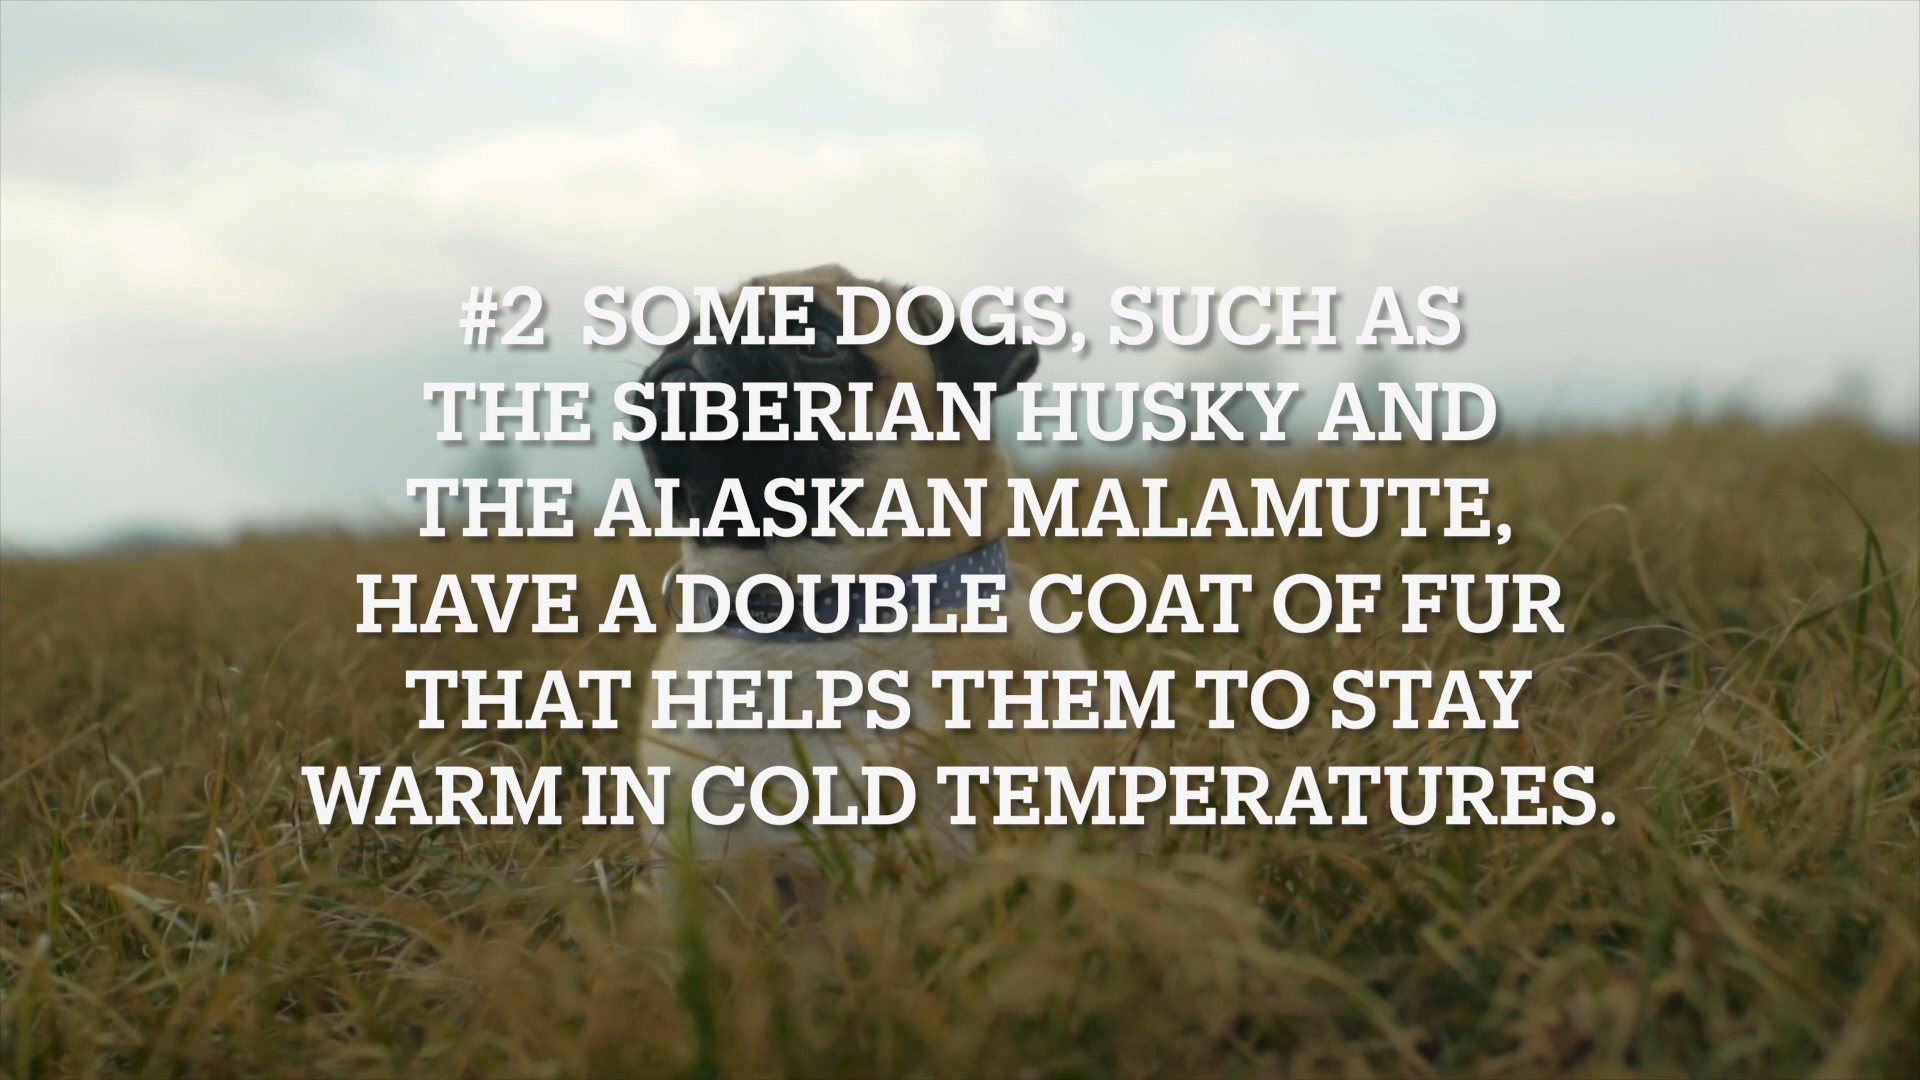 #2 SOME DOGS, SUCH AS
THE SIBERIAN HUSKY AND
THE ALASKAN MALAMUTE,
HAVE A DOUBLE COAT OF FUR
THAT HELPS THEM TO STAY
WARM IN COLD TEMPERATURES.